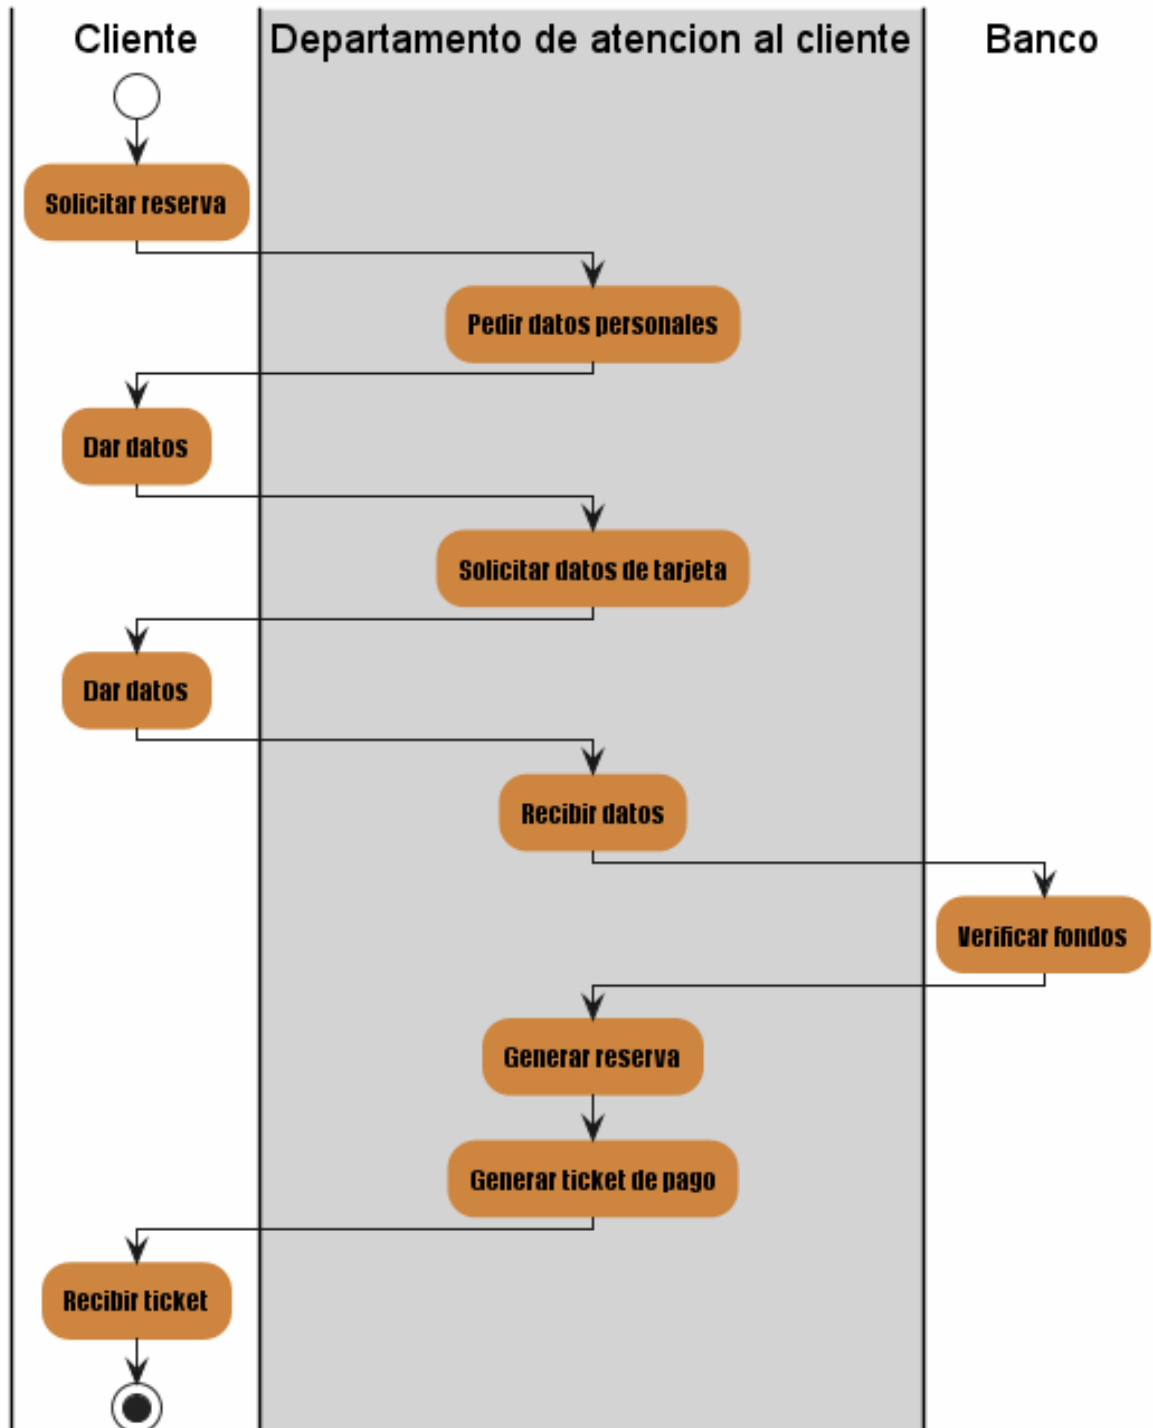 Cliente
Departamento de atencion al cliente
Banco
Solicitar reserva
Pedir datos personales
Dar datos
Solicitar datos de tarjeta
Dar datos
Recibir datos
Verificar fondos
Generar reserva
Generar ticket de pago
Recibir ticket